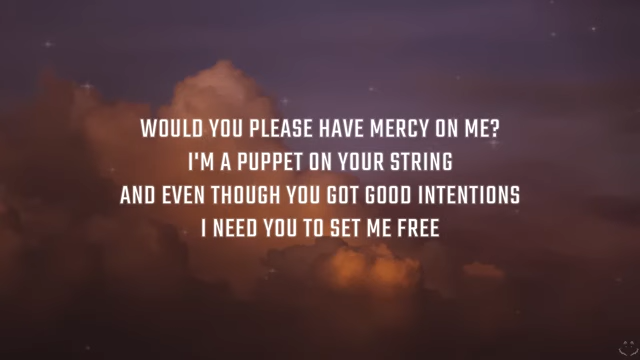 WOULD YOU PLEASE HAVE MERCY ON ME?
I'M A PUPPET ON YOUR STRING
AND EVEN THOUGH YOU GOT GOOD INTENTIONS
I NEED YOU TO SET ME FREE